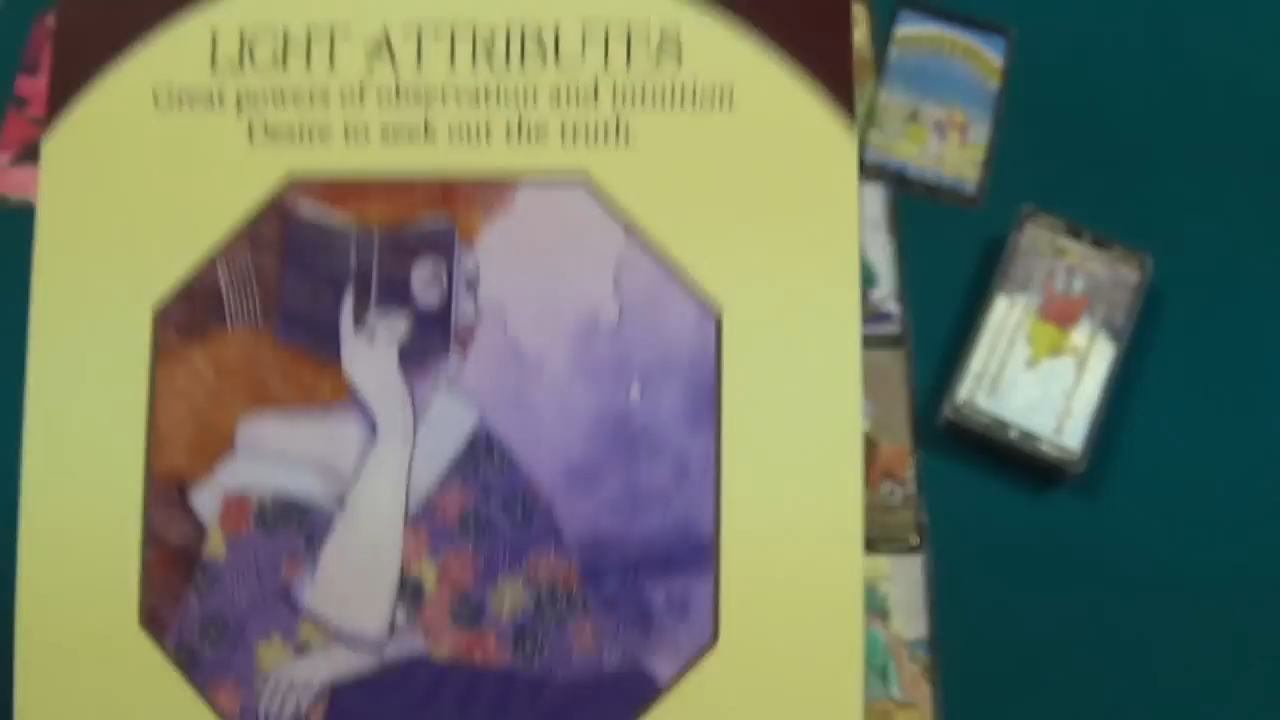 LIGHT ATTRIBUTES
Great powers of observation and intuition
Desire to seek out the truth